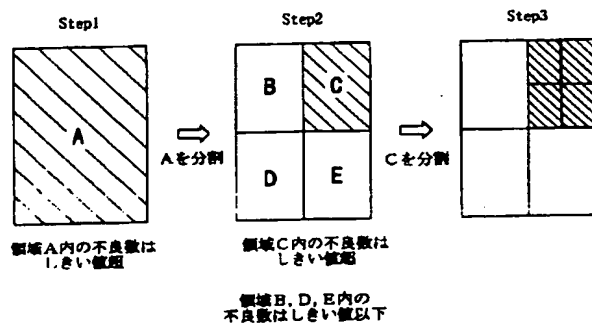 Step1
Step2
Step3
A
B
C
D
E
Aを分割
Cを分割
領域A内の不良数は
しきい値超
領域C内の不良数は
しきい値超
領域B, D, E内の
不良数はしきい値以下